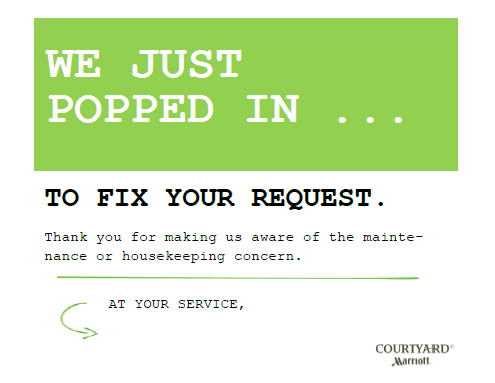 WE JUST
POPPED IN ...
TO FIX YOUR REQUEST.
Thank you for making us aware of the mainte-
nance or housekeeping concern.
AT YOUR SERVICE,
COURTYARD®
Marriott